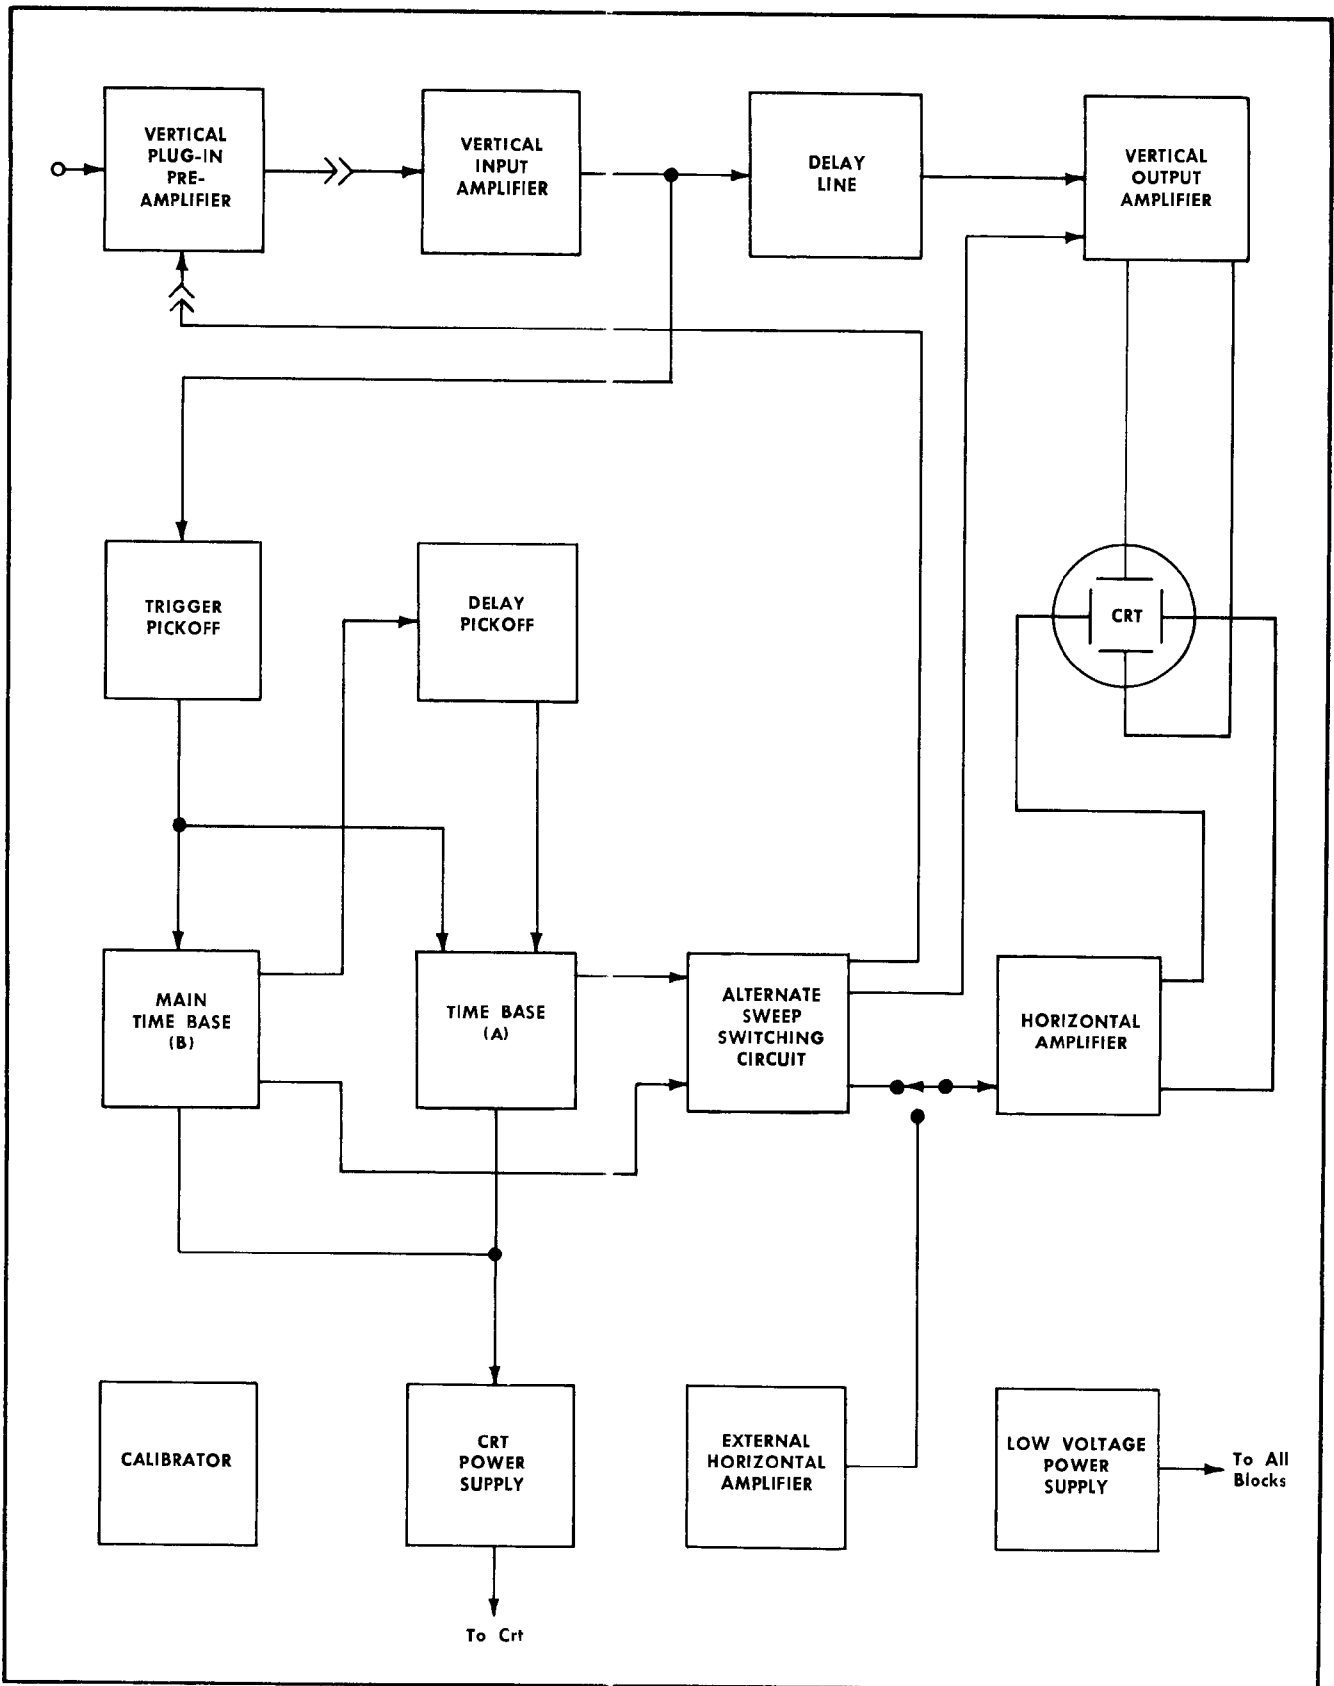 VERTICAL
PLUG-IN
PRE-
AMPLIFIER
VERTICAL
INPUT
AMPLIFIER
DELAY
LINE
VERTICAL
OUTPUT
AMPLIFIER
TRIGGER
PICKOFF
DELAY
PICKOFF
CRT
MAIN
TIME BASE
(B)
TIME BASE
(A)
ALTERNATE
SWEEP
SWITCHING
CIRCUIT
HORIZONTAL
AMPLIFIER
CALIBRATOR
CRT
POWER
SUPPLY
EXTERNAL
HORIZONTAL
AMPLIFIER
LOW VOLTAGE
POWER
SUPPLY
To All
Blocks
To Crt